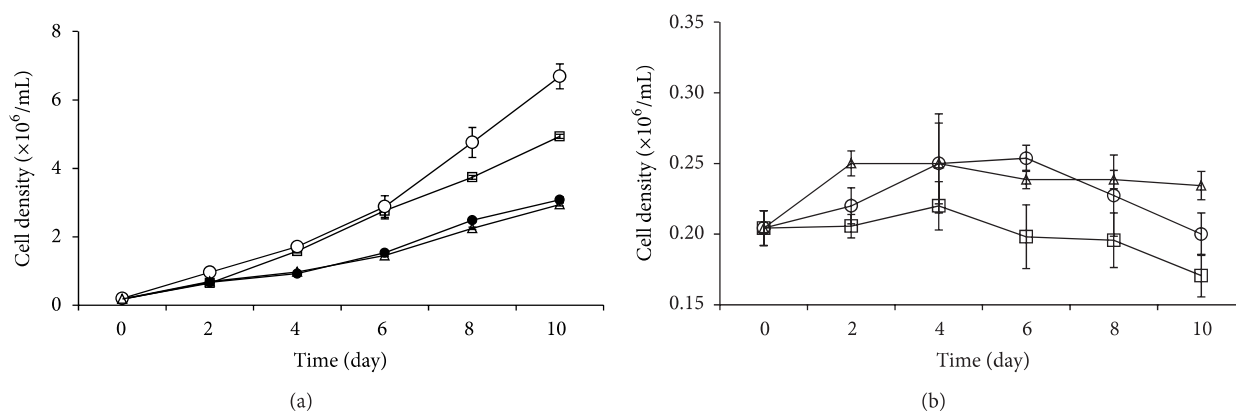 8
6
4
2
0
Cell density (×10⁶/mL)
0 2 4 6 8 10
Time (day)
(a)
0.35
0.30
0.25
0.20
0.15
Cell density (×10⁶/mL)
0 2 4 6 8 10
Time (day)
(b)